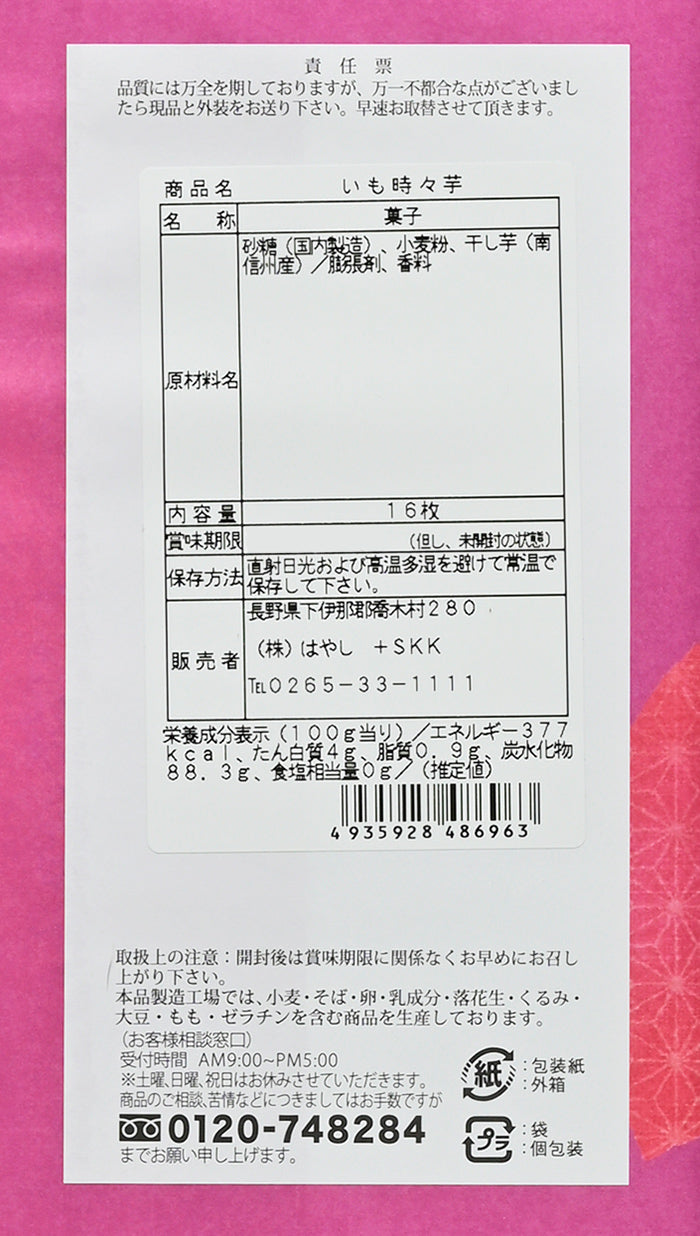 責任票
品質には万全を期しておりますが、万一不都合な点がございまし
たら現品と外装をお送り下さい。早速お取替させて頂きます。
商品名 いも時々芋
名称 菓子
原材料名 砂糖（国内製造）、小麦粉、干し芋（南
信州産）／膨張剤、香料
内容量 16枚
賞味期限 （但し、未開封の状態）
保存方法 直射日光および高温多湿を避けて常温で
保存して下さい。
販売者 長野県下伊那郡喬木村２８０
（株）はやし ＋ＳＫＫ
℡０２６５－３３－１１１１
栄養成分表示（１００ｇ当り）／エネルギー３７７
ｋｃａｌ、たん白質４ｇ、脂質０．９ｇ、炭水化物
８８．３ｇ、食塩相当量０ｇ／（推定値）
4935928 486963
取扱上の注意：開封後は賞味期限に関係なくお早めにお召し
上がり下さい。
本品製造工場では、小麦・そば・卵・乳成分・落花生・くるみ・
大豆・もも・ゼラチンを含む商品を生産しております。
（お客様相談窓口）
受付時間 AM9:00~PM5:00
※土曜、日曜、祝日はお休みさせていただきます。
商品のご相談、苦情などにつきましてはお手数ですが
0120-748284
までお願い申し上げます。
紙 ：包装紙
：外箱
プラ ：袋
：個包装